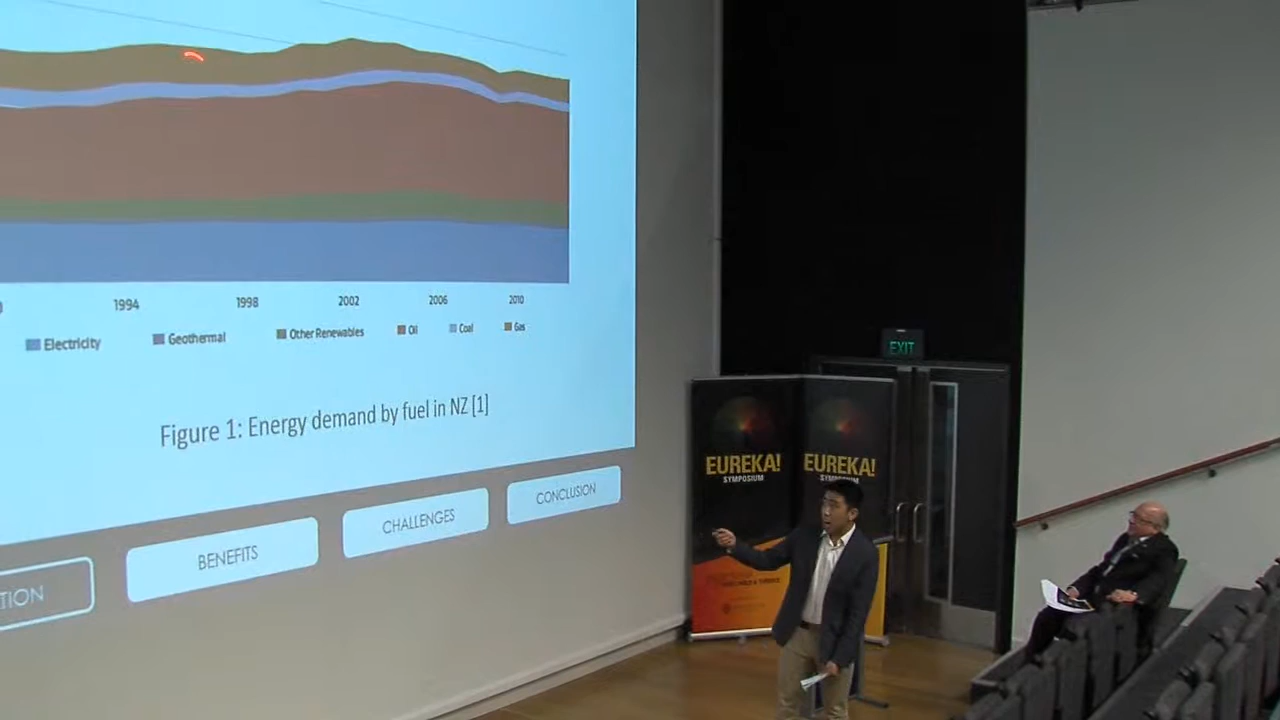 1994 1998 2002 2006 2010
Electricity Geothermal Other Renewables Oil Coal Gas
Figure 1: Energy demand by fuel in NZ [1]
TION BENEFITS CHALLENGES CONCLUSION
EXIT
EUREKA!
SYMPOSIUM
EUREKA!
SYMPOSIUM